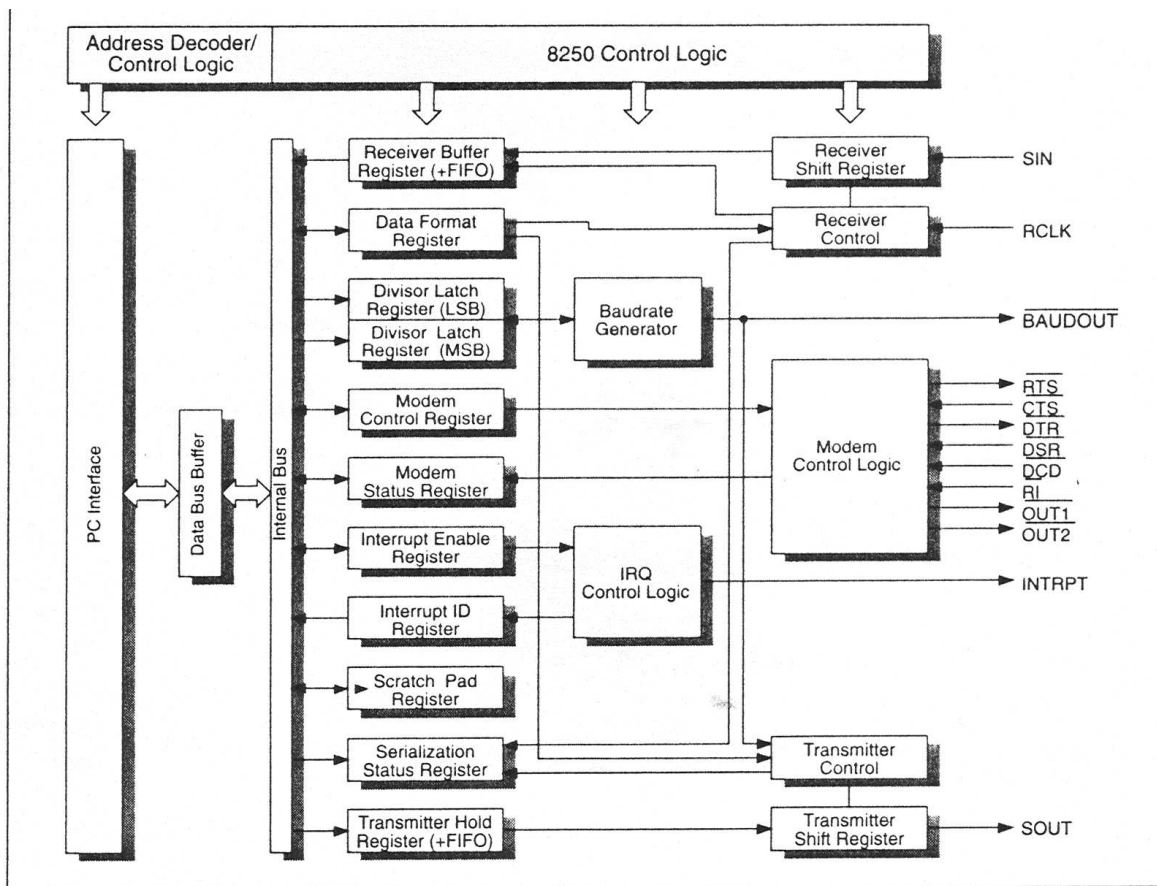 Address Decoder/
Control Logic
8250 Control Logic
PC Interface
Data Bus Buffer
Internal Bus
Receiver Buffer
Register (+FIFO)
Data Format
Register
Divisor Latch
Register (LSB)
Divisor Latch
Register (MSB)
Modem
Control Register
Modem
Status Register
Interrupt Enable
Register
Interrupt ID
Register
Scratch Pad
Register
Serialization
Status Register
Transmitter Hold
Register (+FIFO)
Baudrate
Generator
IRQ
Control Logic
Receiver
Shift Register
Receiver
Control
Modem
Control Logic
Transmitter
Control
Transmitter
Shift Register
SIN
RCLK
BAUDOUT
RTS
CTS
DTR
DSR
DCD
RI
OUT1
OUT2
INTRPT
SOUT